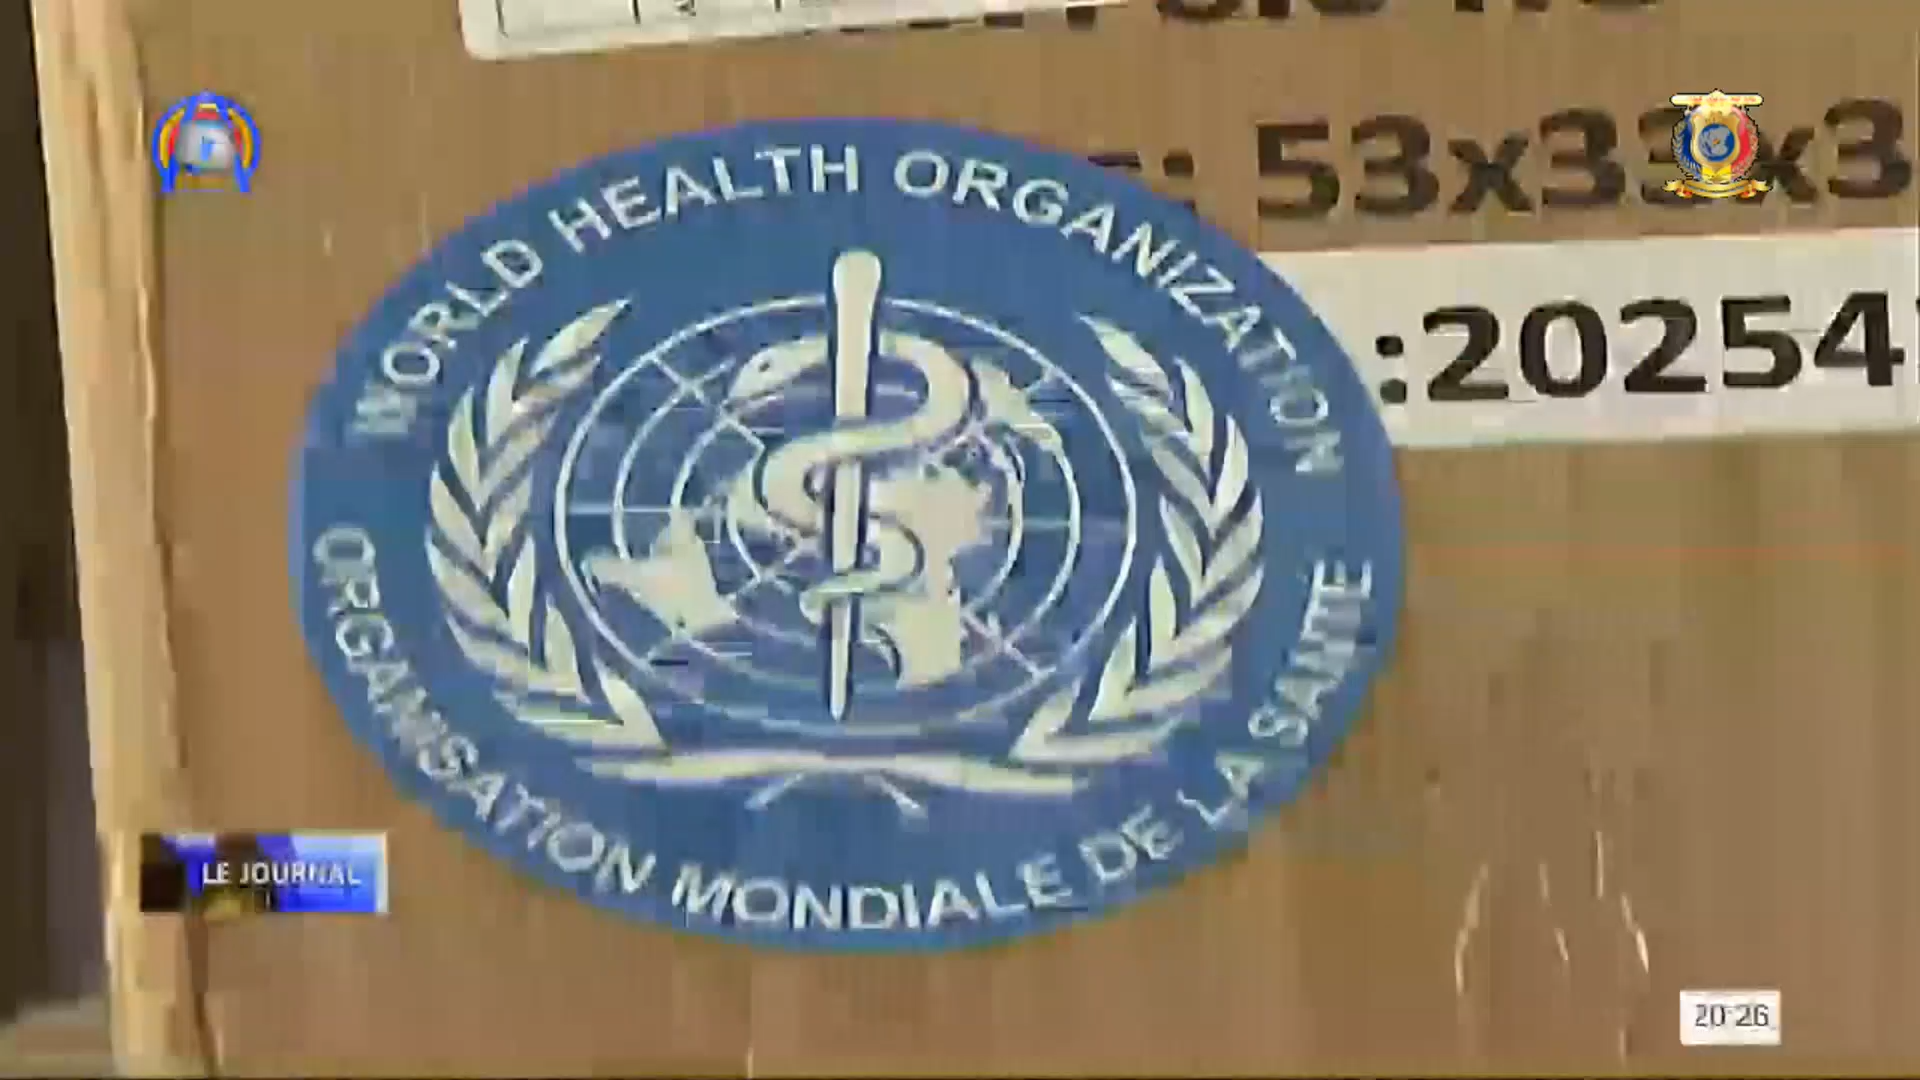 53x33x3
:20254
WORLD HEALTH ORGANIZATION
ORGANISATION MONDIALE DE LA SANTE
LE JOURNAL
20:26